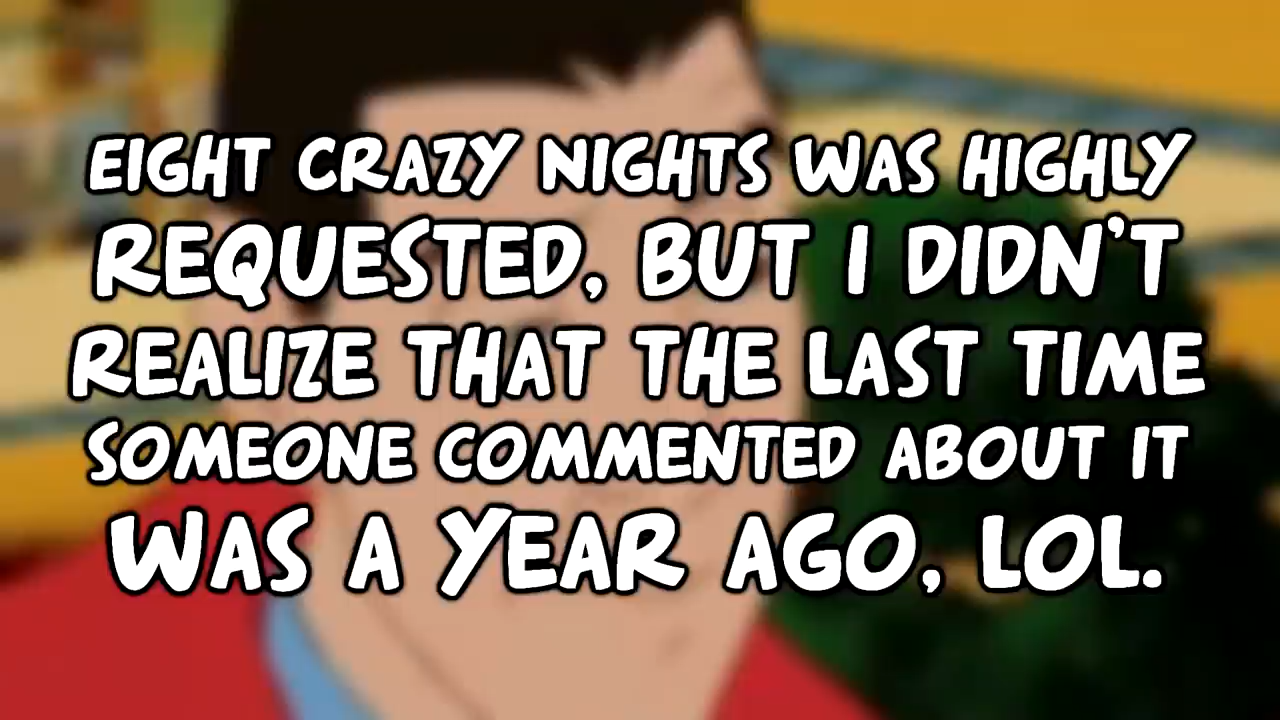 EIGHT CRAZY NIGHTS WAS HIGHLY
REQUESTED, BUT I DIDN'T
REALIZE THAT THE LAST TIME
SOMEONE COMMENTED ABOUT IT
WAS A YEAR AGO, LOL.